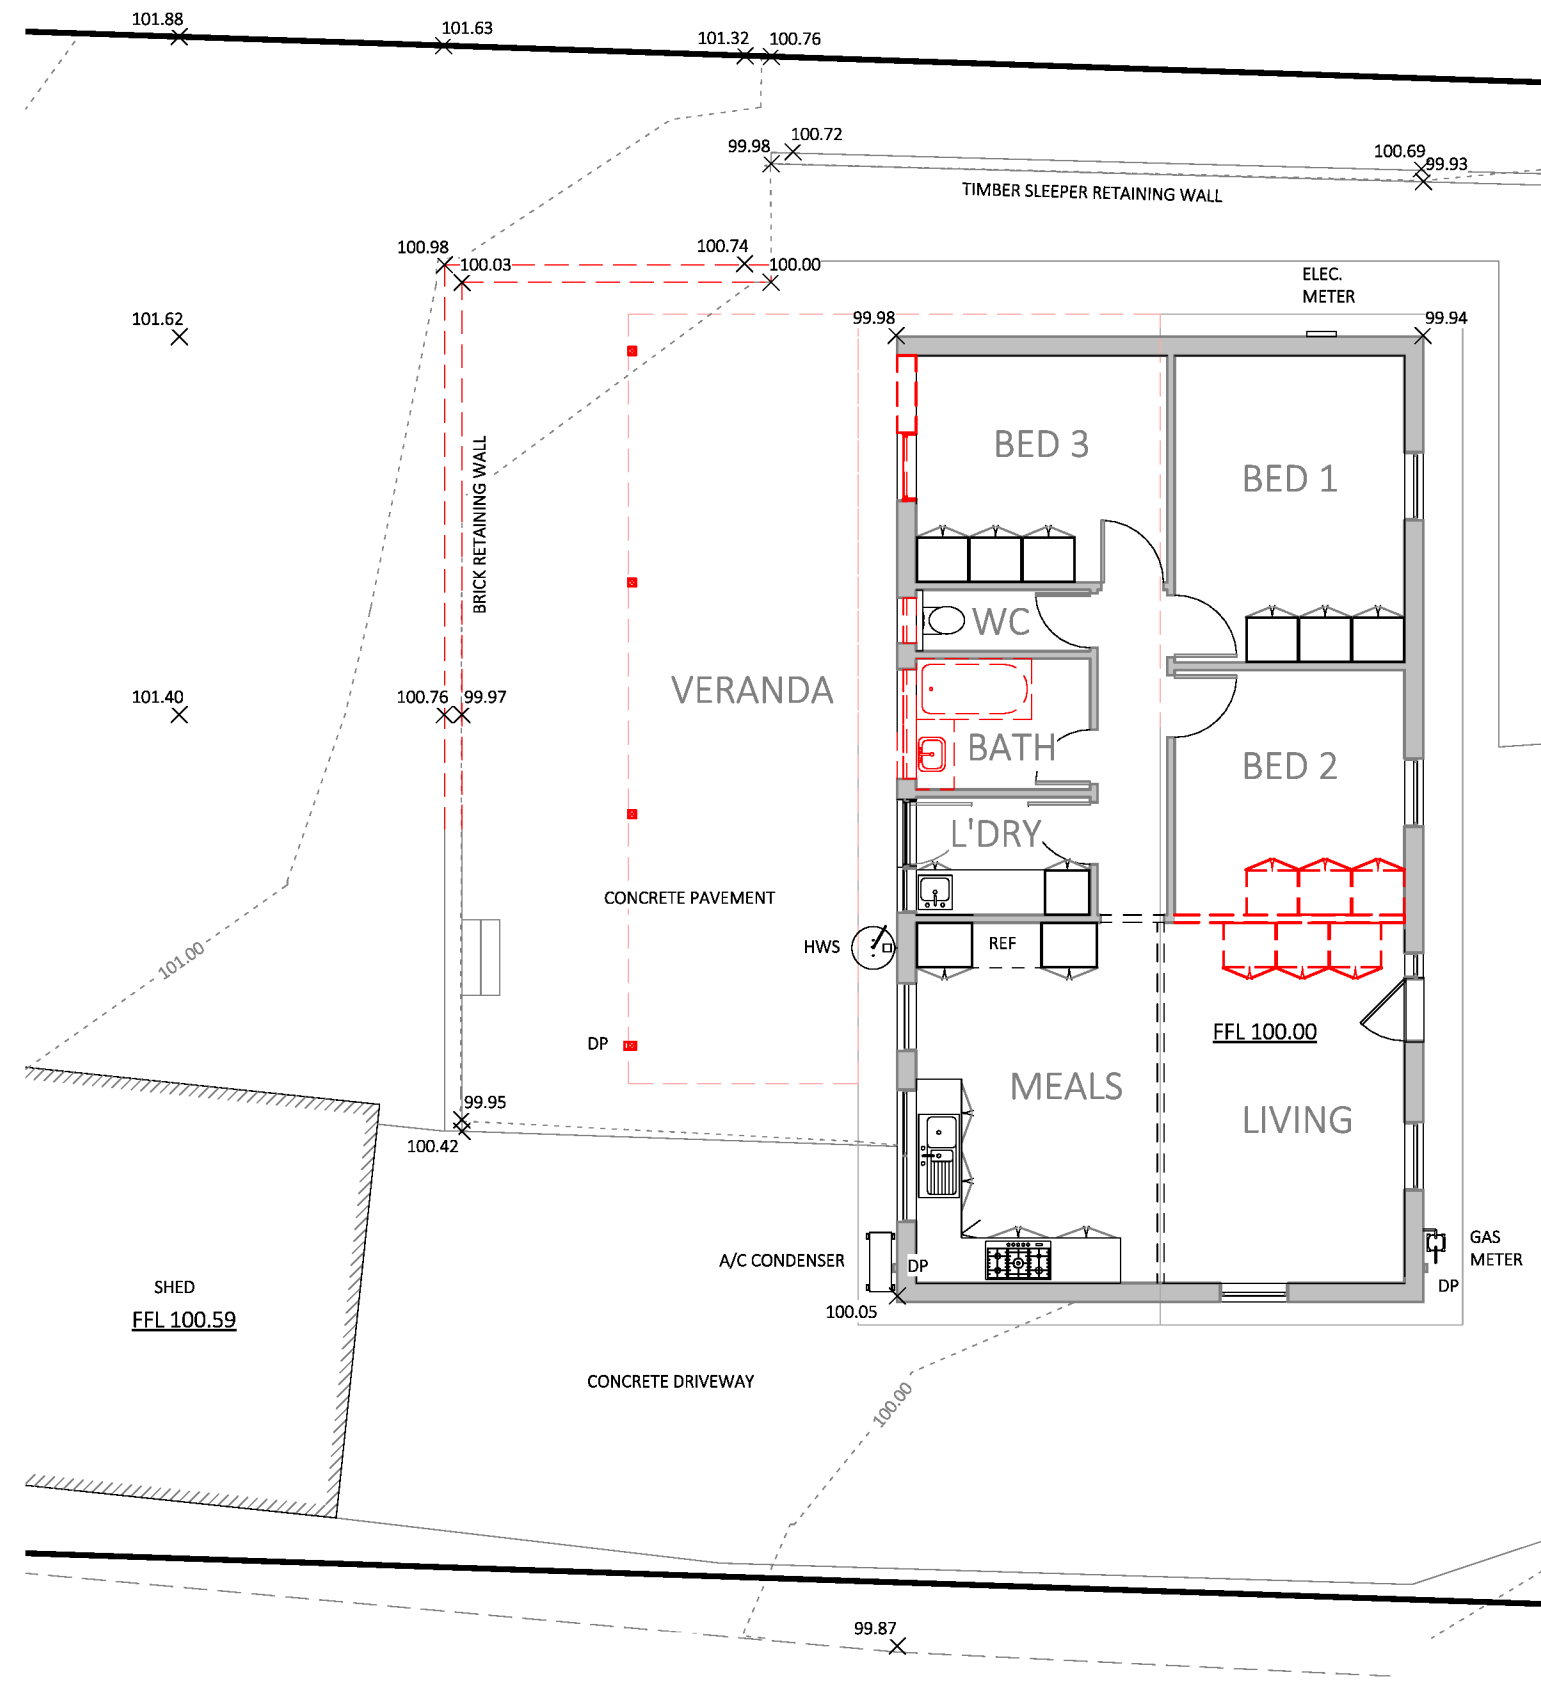 101.88
101.63
101.32
100.76
99.98
100.72
100.69
99.93
TIMBER SLEEPER RETAINING WALL
100.98
100.03
100.74
100.00
ELEC.
METER
101.62
99.98
99.94
BRICK RETAINING WALL
BED 3
BED 1
WC
101.40
100.76
99.97
VERANDA
BATH
BED 2
L'DRY
CONCRETE PAVEMENT
101.00
HWS
REF
FFL 100.00
DP
MEALS
LIVING
99.95
100.42
A/C CONDENSER
DP
GAS
METER
DP
SHED
FFL 100.59
100.05
CONCRETE DRIVEWAY
100.00
99.87